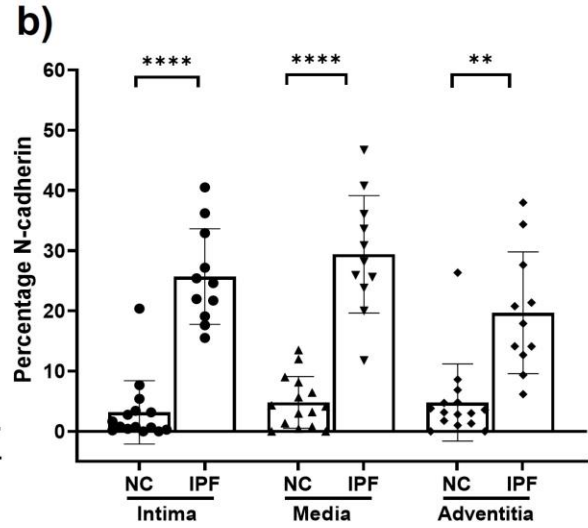 b)
**** **** **
Percentage N-cadherin
60
50
40
30
20
10
0
NC IPF NC IPF NC IPF
Intima Media Adventitia